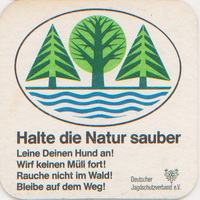 Halte die Natur sauber
Leine Deinen Hund an!
Wirf keinen Müll fort!
Rauche nicht im Wald!
Bleibe auf dem Weg!
Deutscher
Jagdschutzverband e.V.